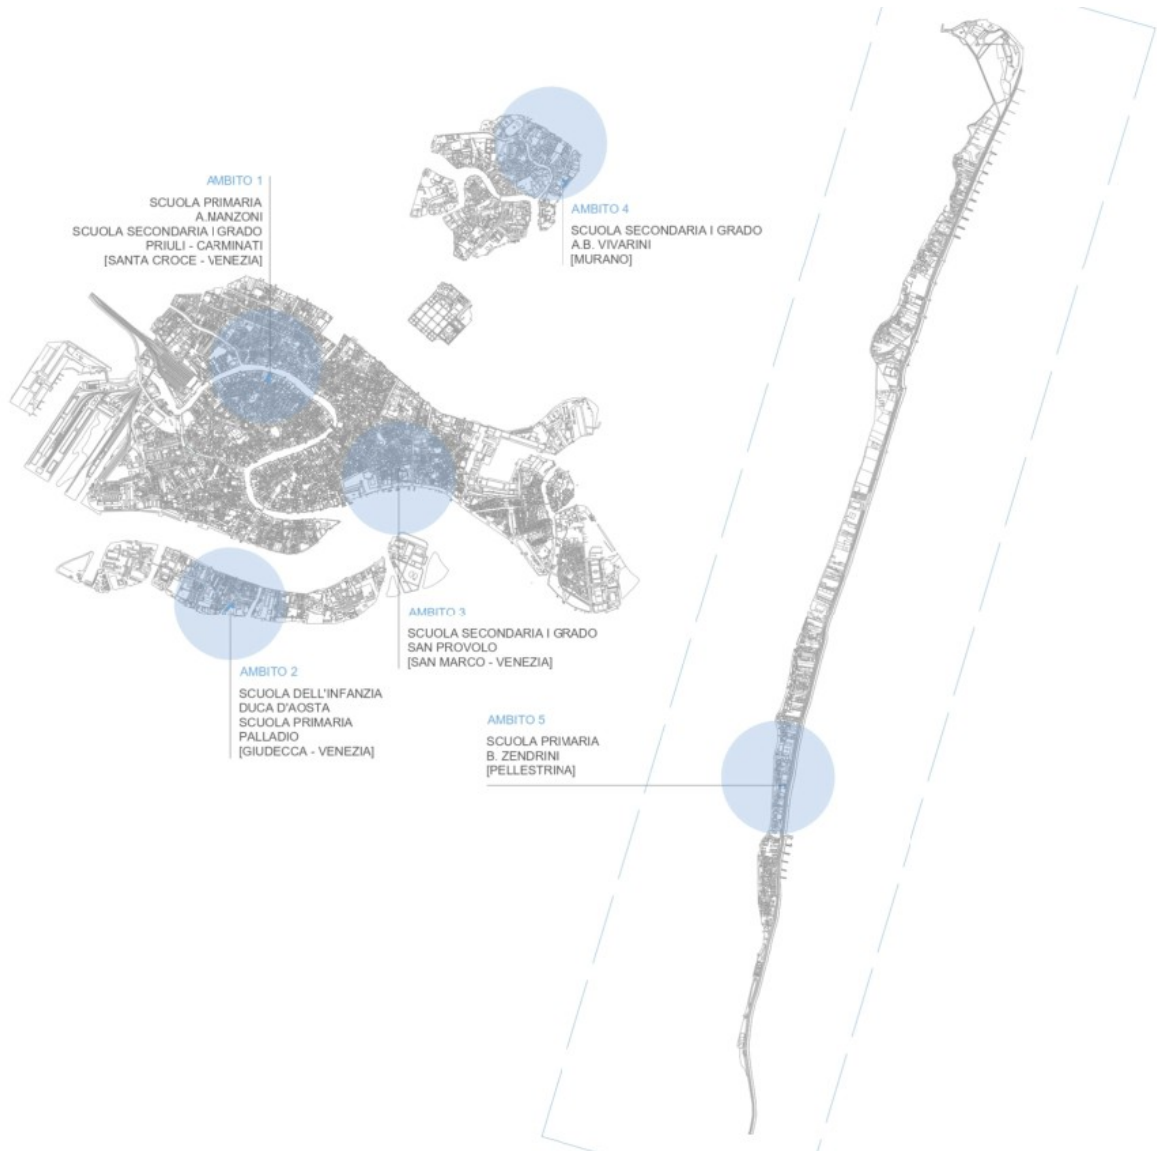 AMBITO 1
SCUOLA PRIMARIA
A.MANZONI
SCUOLA SECONDARIA I GRADO
PRIULI - CARMINATI
[SANTA CROCE - VENEZIA]
AMBITO 4
SCUOLA SECONDARIA I GRADO
A.B. VIVARINI
[MURANO]
AMBITO 3
SCUOLA SECONDARIA I GRADO
SAN PROVOLO
[SAN MARCO - VENEZIA]
AMBITO 2
SCUOLA DELL'INFANZIA
DUCA D'AOSTA
SCUOLA PRIMARIA
PALLADIO
[GIUDECCA - VENEZIA]
AMBITO 5
SCUOLA PRIMARIA
B. ZENDRINI
[PELLESTRINA]